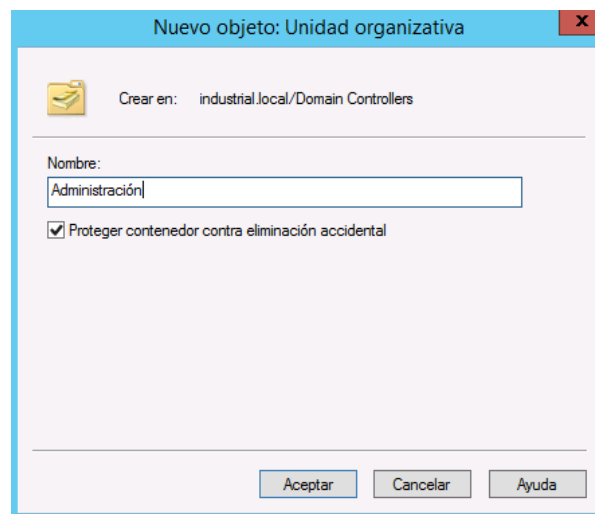 Nuevo objeto: Unidad organizativa
x
Crear en: industrial.local/Domain Controllers
Nombre:
Administración
Proteger contenedor contra eliminación accidental
Aceptar Cancelar Ayuda